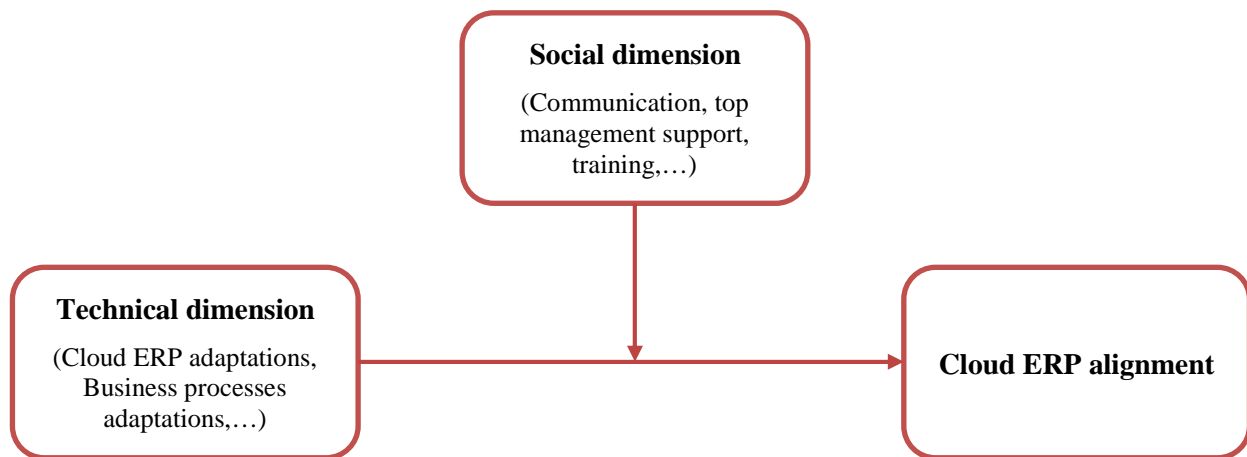 Social dimension
(Communication, top
management support,
training,…)
Technical dimension
(Cloud ERP adaptations,
Business processes
adaptations,…)
Cloud ERP alignment